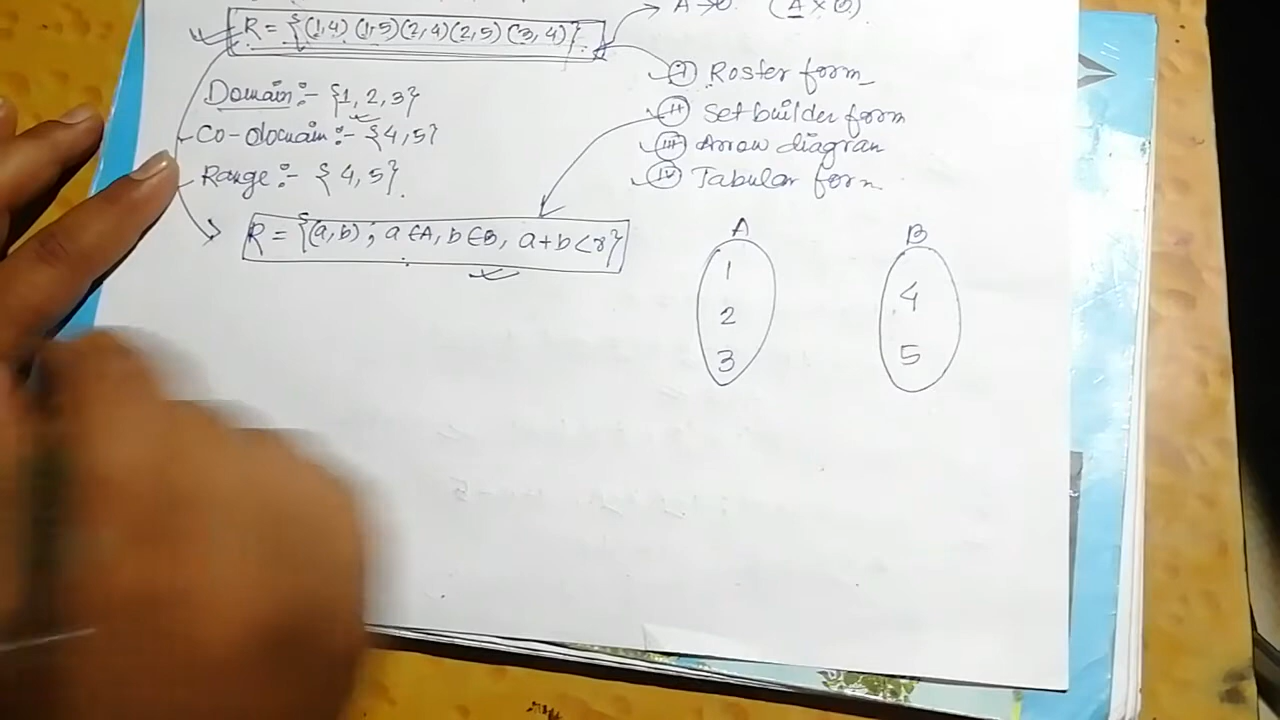 A→B. (A×B)
R = {(1,4) (1,5) (2,4) (2,5) (3,4)}
Domain :- {1, 2, 3}
Co-domain :- {4, 5}
Range :- {4, 5}.
R = {(a, b) ; a ∈ A, b ∈ B, a + b < 8}
(i) Roster form
(ii) Set builder form
(iii) Arrow diagram
(iv) Tabular form
A B
1
2
3
4
5